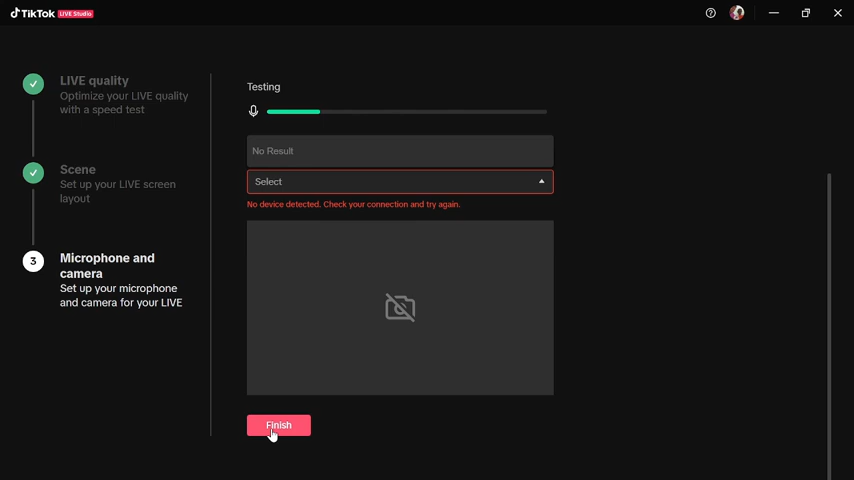 TikTok LIVE Studio
LIVE quality
Optimize your LIVE quality
with a speed test
Scene
Set up your LIVE screen
layout
3
Microphone and
camera
Set up your microphone
and camera for your LIVE
Testing
No Result
Select
No device detected. Check your connection and try again.
Finish